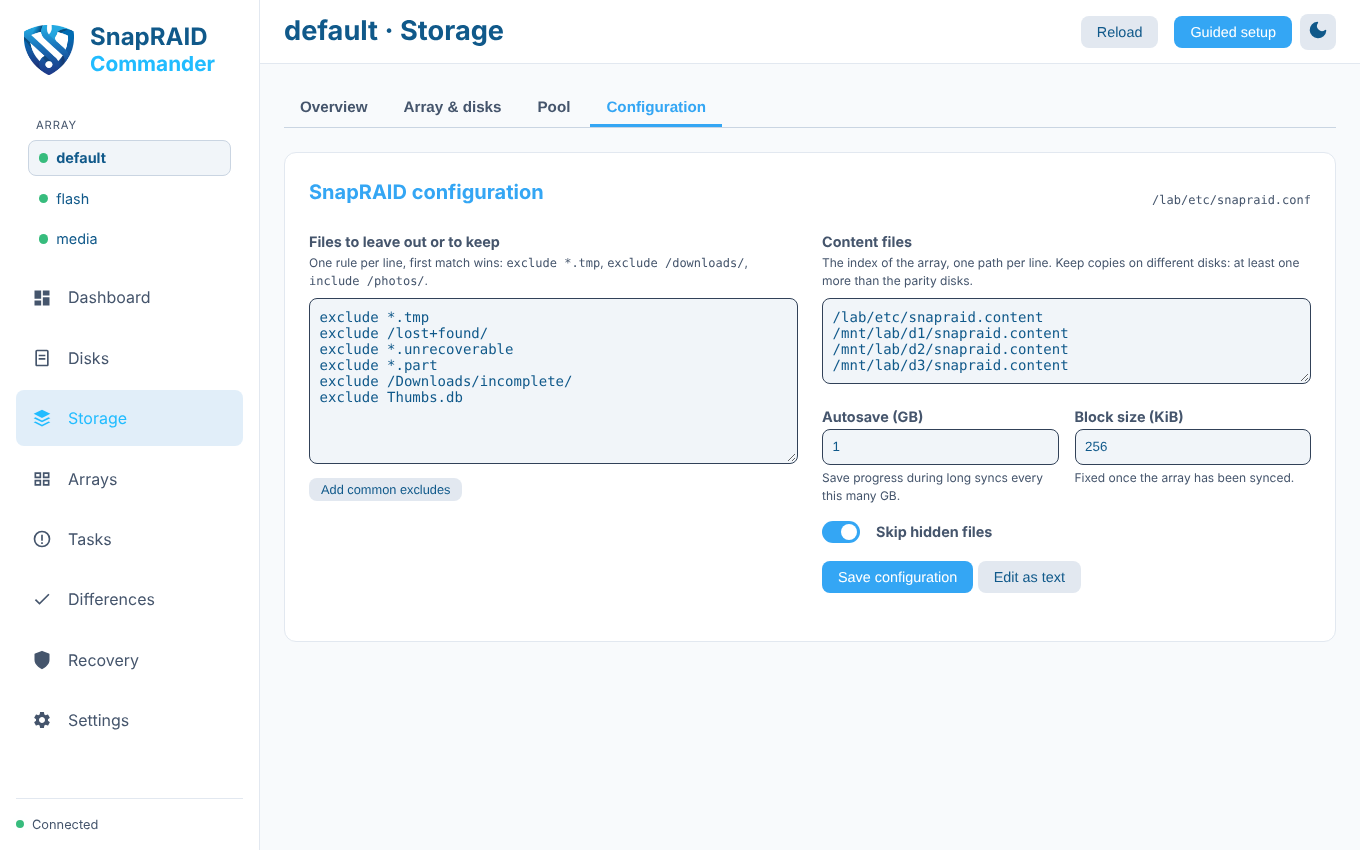 SnapRAID
Commander
ARRAY
default
flash
media
Dashboard
Disks
Storage
Arrays
Tasks
Differences
Recovery
Settings
Connected
default · Storage
Reload
Guided setup
Overview
Array & disks
Pool
Configuration
SnapRAID configuration
/lab/etc/snapraid.conf
Files to leave out or to keep
One rule per line, first match wins: exclude *.tmp, exclude /downloads/,
include /photos/.
exclude *.tmp
exclude /lost+found/
exclude *.unrecoverable
exclude *.part
exclude /Downloads/incomplete/
exclude Thumbs.db
Add common excludes
Content files
The index of the array, one path per line. Keep copies on different disks: at least one
more than the parity disks.
/lab/etc/snapraid.content
/mnt/lab/d1/snapraid.content
/mnt/lab/d2/snapraid.content
/mnt/lab/d3/snapraid.content
Autosave (GB)
1
Save progress during long syncs every
this many GB.
Block size (KiB)
256
Fixed once the array has been synced.
Skip hidden files
Save configuration
Edit as text